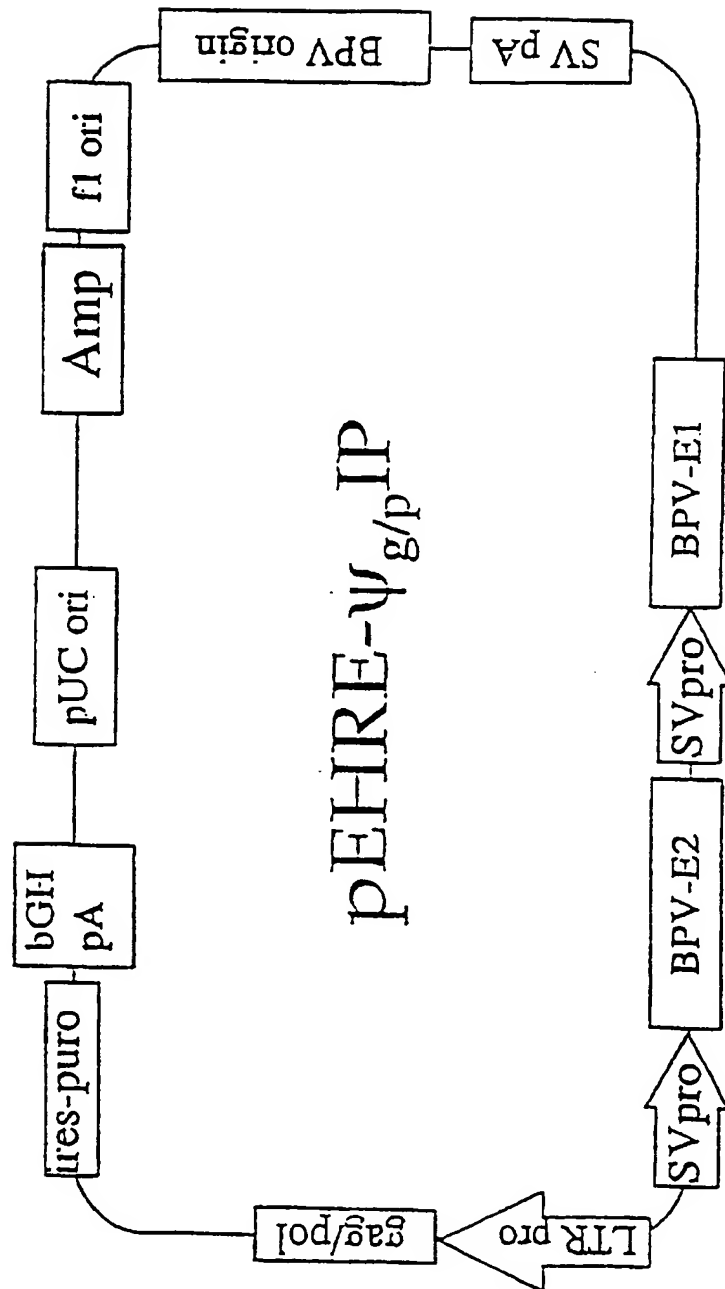 ires-puro
bGH
pA
pUC ori
Amp
f1 ori
BPV origin
SV pA
gag/pol
LTR pro
pEHRE-ψg/pIP
SVpro
BPV-E2
SVpro
BPV-E1